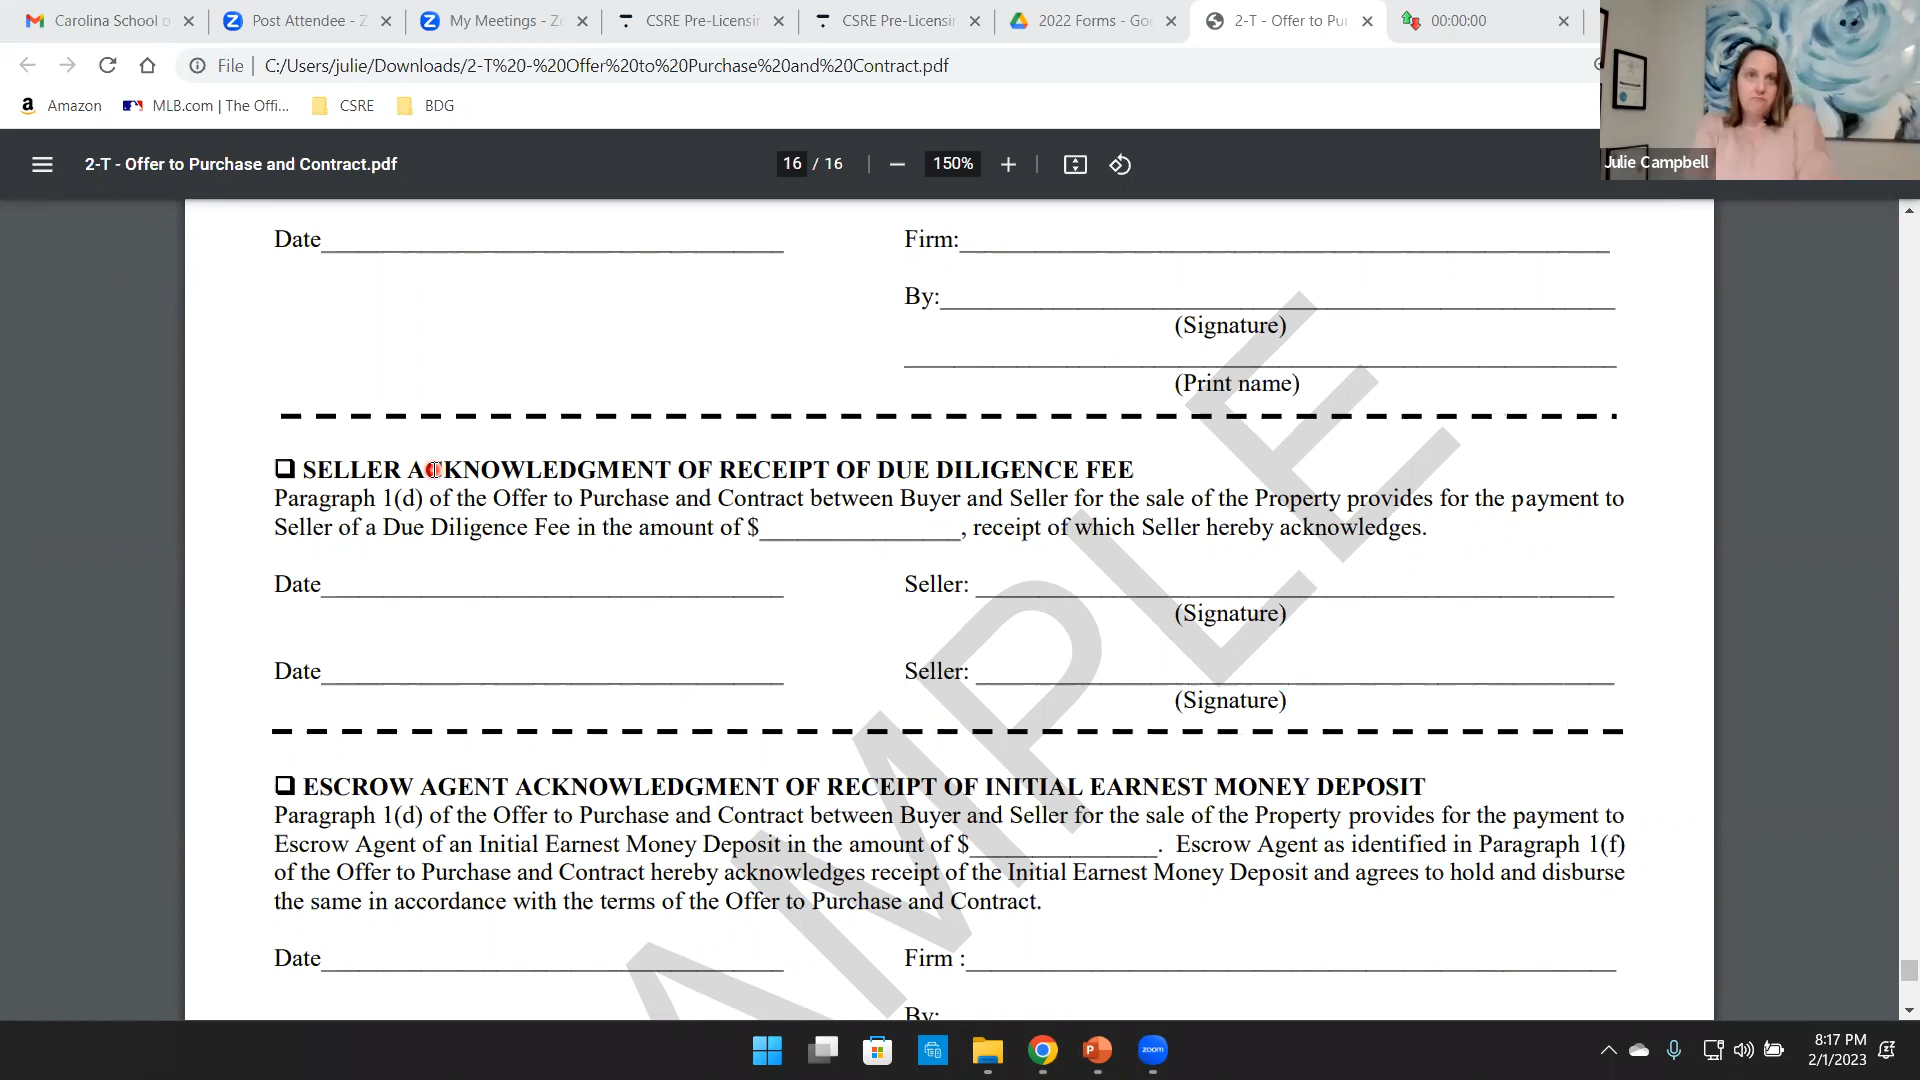 Carolina School o
Post Attendee - Z
My Meetings - Zo
CSRE Pre-Licensin
CSRE Pre-Licensin
2022 Forms - Goo
2-T - Offer to Pur
00:00:00
File
C:/Users/julie/Downloads/2-T%20-%20Offer%20to%20Purchase%20and%20Contract.pdf
Amazon
MLB.com | The Offi...
CSRE
BDG
2-T - Offer to Purchase and Contract.pdf
16 / 16
150%
Julie Campbell
Date
Firm:
By:
(Signature)
(Print name)
SELLER ACKNOWLEDGMENT OF RECEIPT OF DUE DILIGENCE FEE
Paragraph 1(d) of the Offer to Purchase and Contract between Buyer and Seller for the sale of the Property provides for the payment to
Seller of a Due Diligence Fee in the amount of $________________, receipt of which Seller hereby acknowledges.
Date
Seller:
(Signature)
Date
Seller:
(Signature)
ESCROW AGENT ACKNOWLEDGMENT OF RECEIPT OF INITIAL EARNEST MONEY DEPOSIT
Paragraph 1(d) of the Offer to Purchase and Contract between Buyer and Seller for the sale of the Property provides for the payment to
Escrow Agent of an Initial Earnest Money Deposit in the amount of $_______________. Escrow Agent as identified in Paragraph 1(f)
of the Offer to Purchase and Contract hereby acknowledges receipt of the Initial Earnest Money Deposit and agrees to hold and disburse
the same in accordance with the terms of the Offer to Purchase and Contract.
Date
Firm :
By:
AMPLE
zoom
8:17 PM
2/1/2023